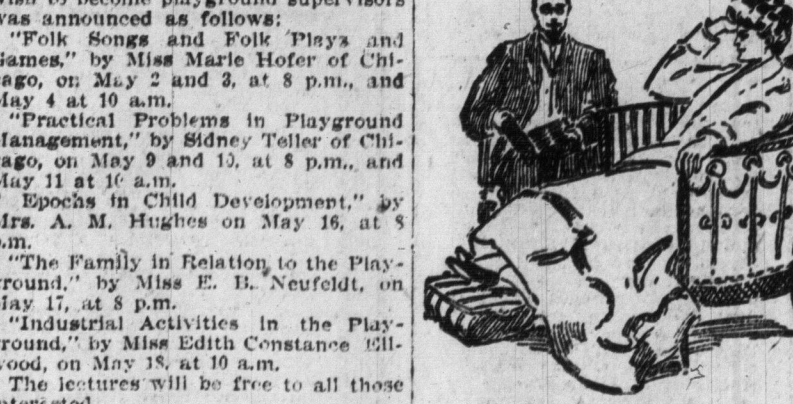 wish to become playground supervisors
was announced as follows:
"Folk Songs and Folk Plays and
Games," by Miss Marie Hofer of Chi-
cago, on May 2 and 3, at 8 p.m., and
May 4 at 10 a.m.
"Practical Problems in Playground
Management," by Sidney Teller of Chi-
cago, on May 9 and 10, at 8 p.m., and
May 11 at 10 a.m.
" Epochs in Child Development," by
Mrs. A. M. Hughes on May 16, at 8
p.m.
"The Family in Relation to the Play-
ground," by Miss E. B. Neufeldt, on
May 17, at 8 p.m.
"Industrial Activities in the Play-
ground," by Miss Edith Constance Ell-
wood, on May 18, at 10 a.m.
The lectures will be free to all those
interested.